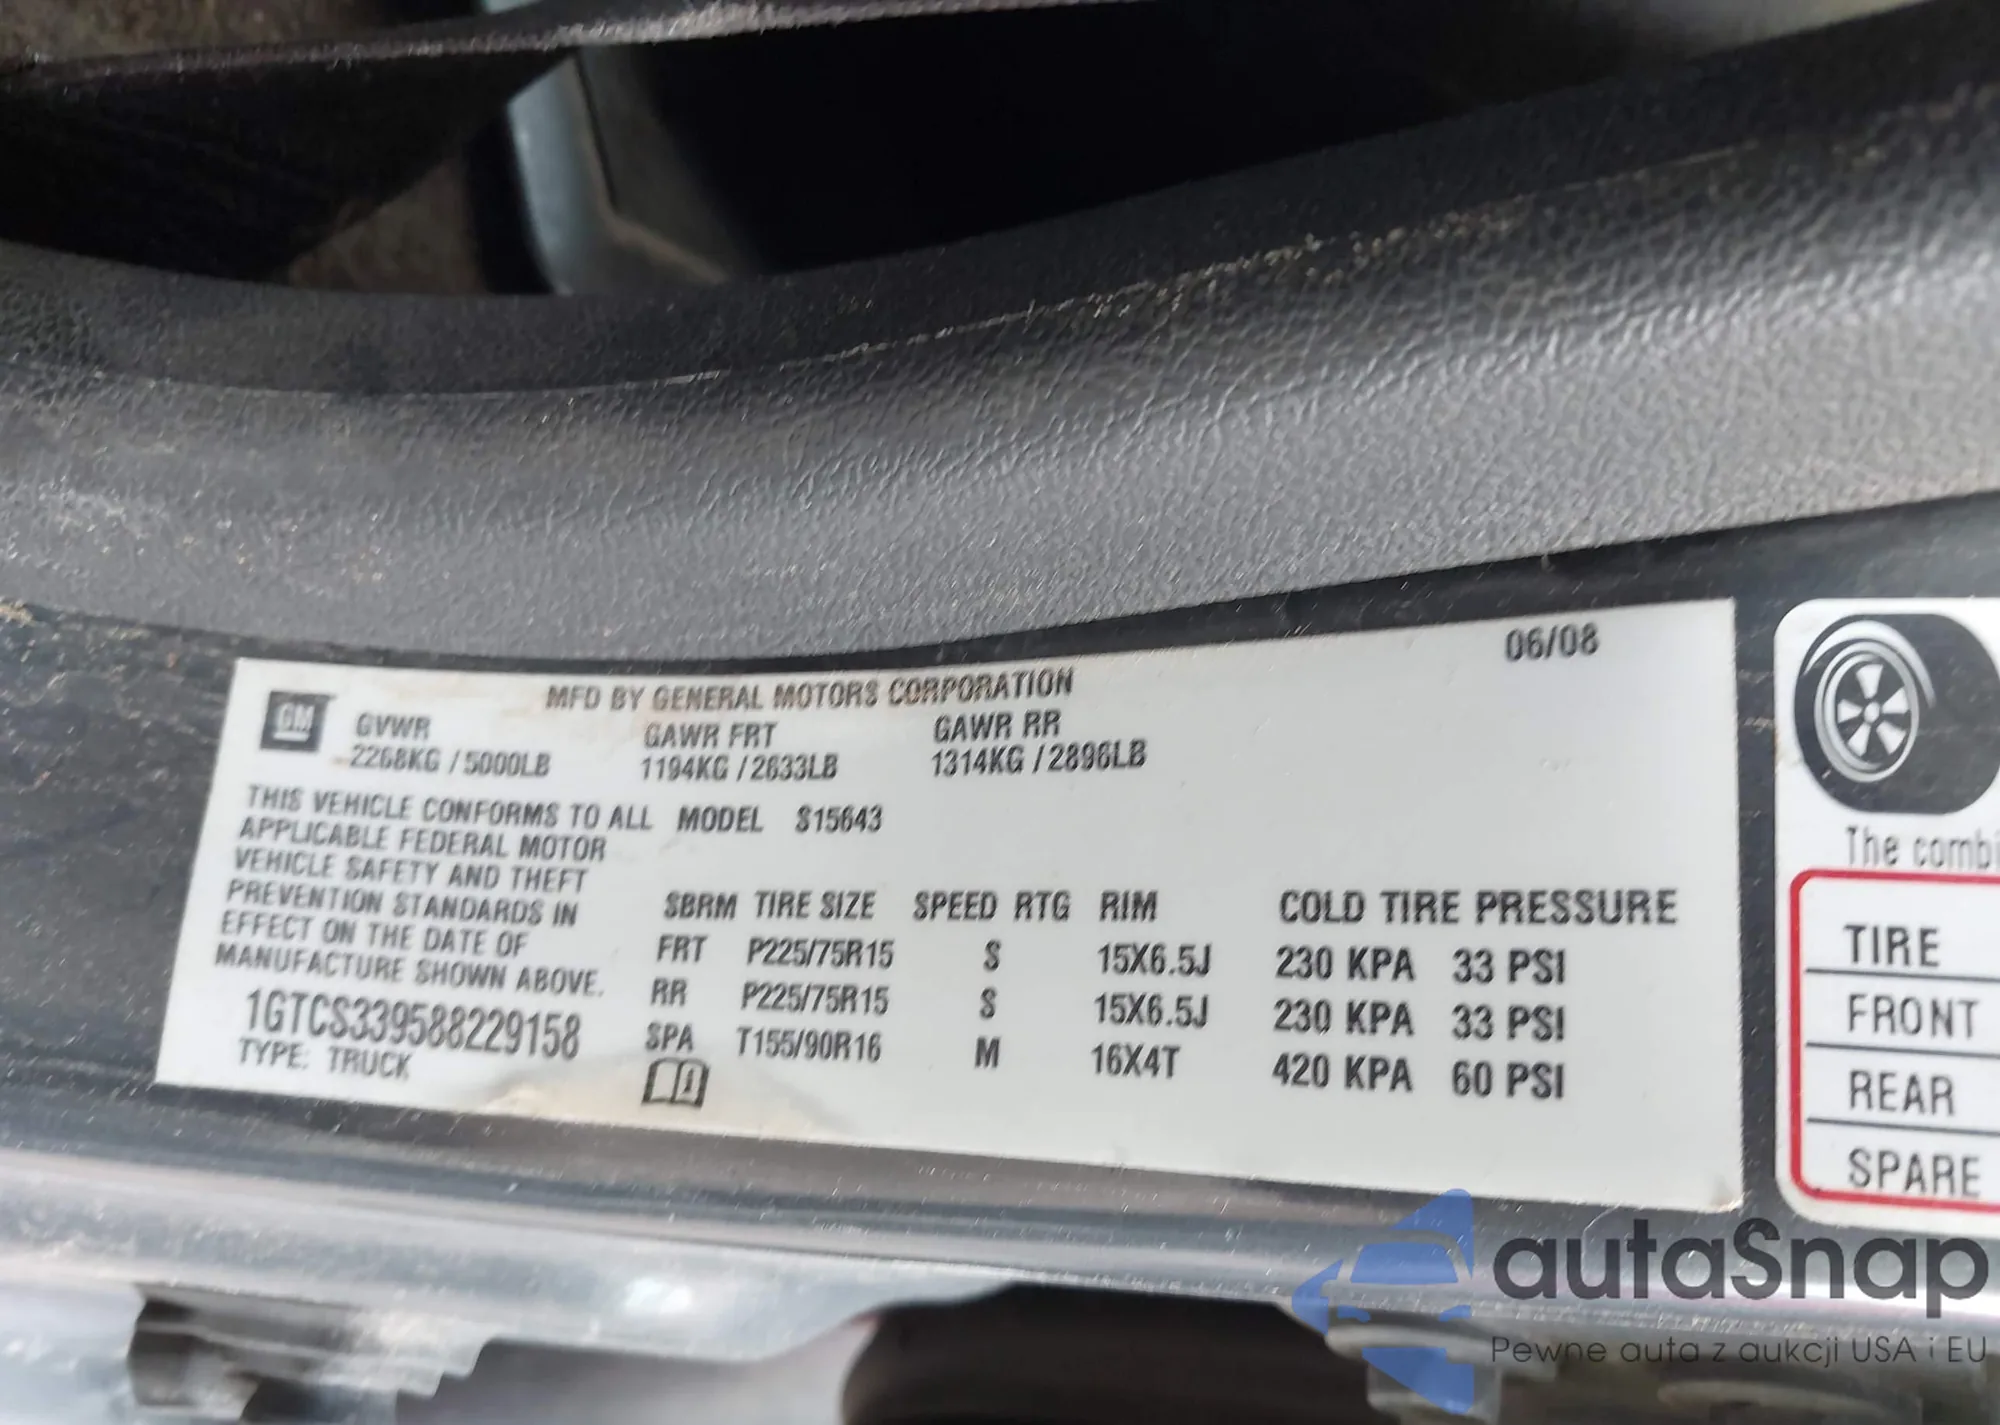 06/08
MFD BY GENERAL MOTORS CORPORATION
GM
GVWR GAWR FRT GAWR RR
2268KG / 5000LB 1194KG / 2633LB 1314KG / 2896LB
THIS VEHICLE CONFORMS TO ALL MODEL S15643
APPLICABLE FEDERAL MOTOR
VEHICLE SAFETY AND THEFT
PREVENTION STANDARDS IN
EFFECT ON THE DATE OF
MANUFACTURE SHOWN ABOVE.
1GTCS339588229158
TYPE: TRUCK
SBRM TIRE SIZE SPEED RTG RIM COLD TIRE PRESSURE
FRT P225/75R15 S 15X6.5J 230 KPA 33 PSI
RR P225/75R15 S 15X6.5J 230 KPA 33 PSI
SPA T155/90R16 M 16X4T 420 KPA 60 PSI
The combi
TIRE
FRONT
REAR
SPARE
autaSnap
Pewne auta z aukcji USA i EU